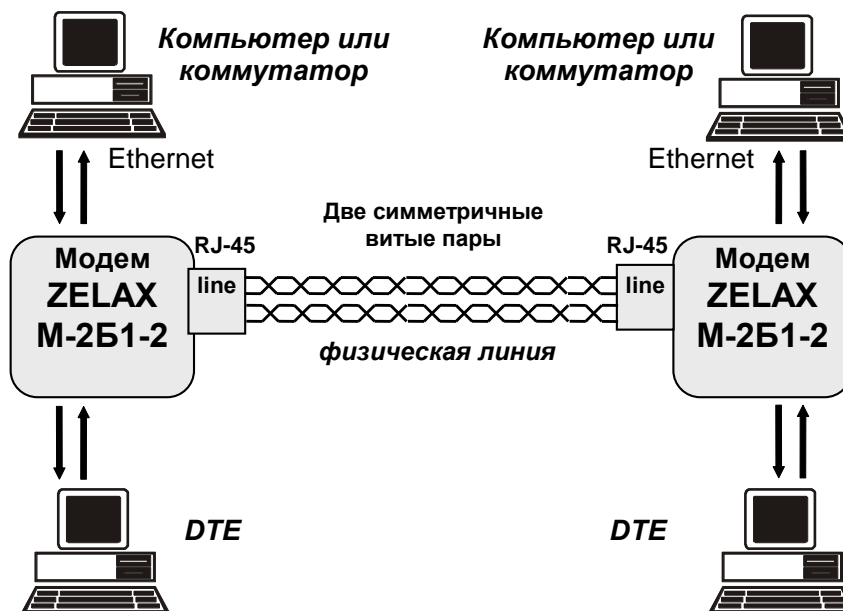 Компьютер или
коммутатор
Компьютер или
коммутатор
Ethernet
Ethernet
Две симметричные
витые пары
RJ-45
RJ-45
Модем
ZELAX
М-2Б1-2
line
line
Модем
ZELAX
М-2Б1-2
физическая линия
DTE
DTE